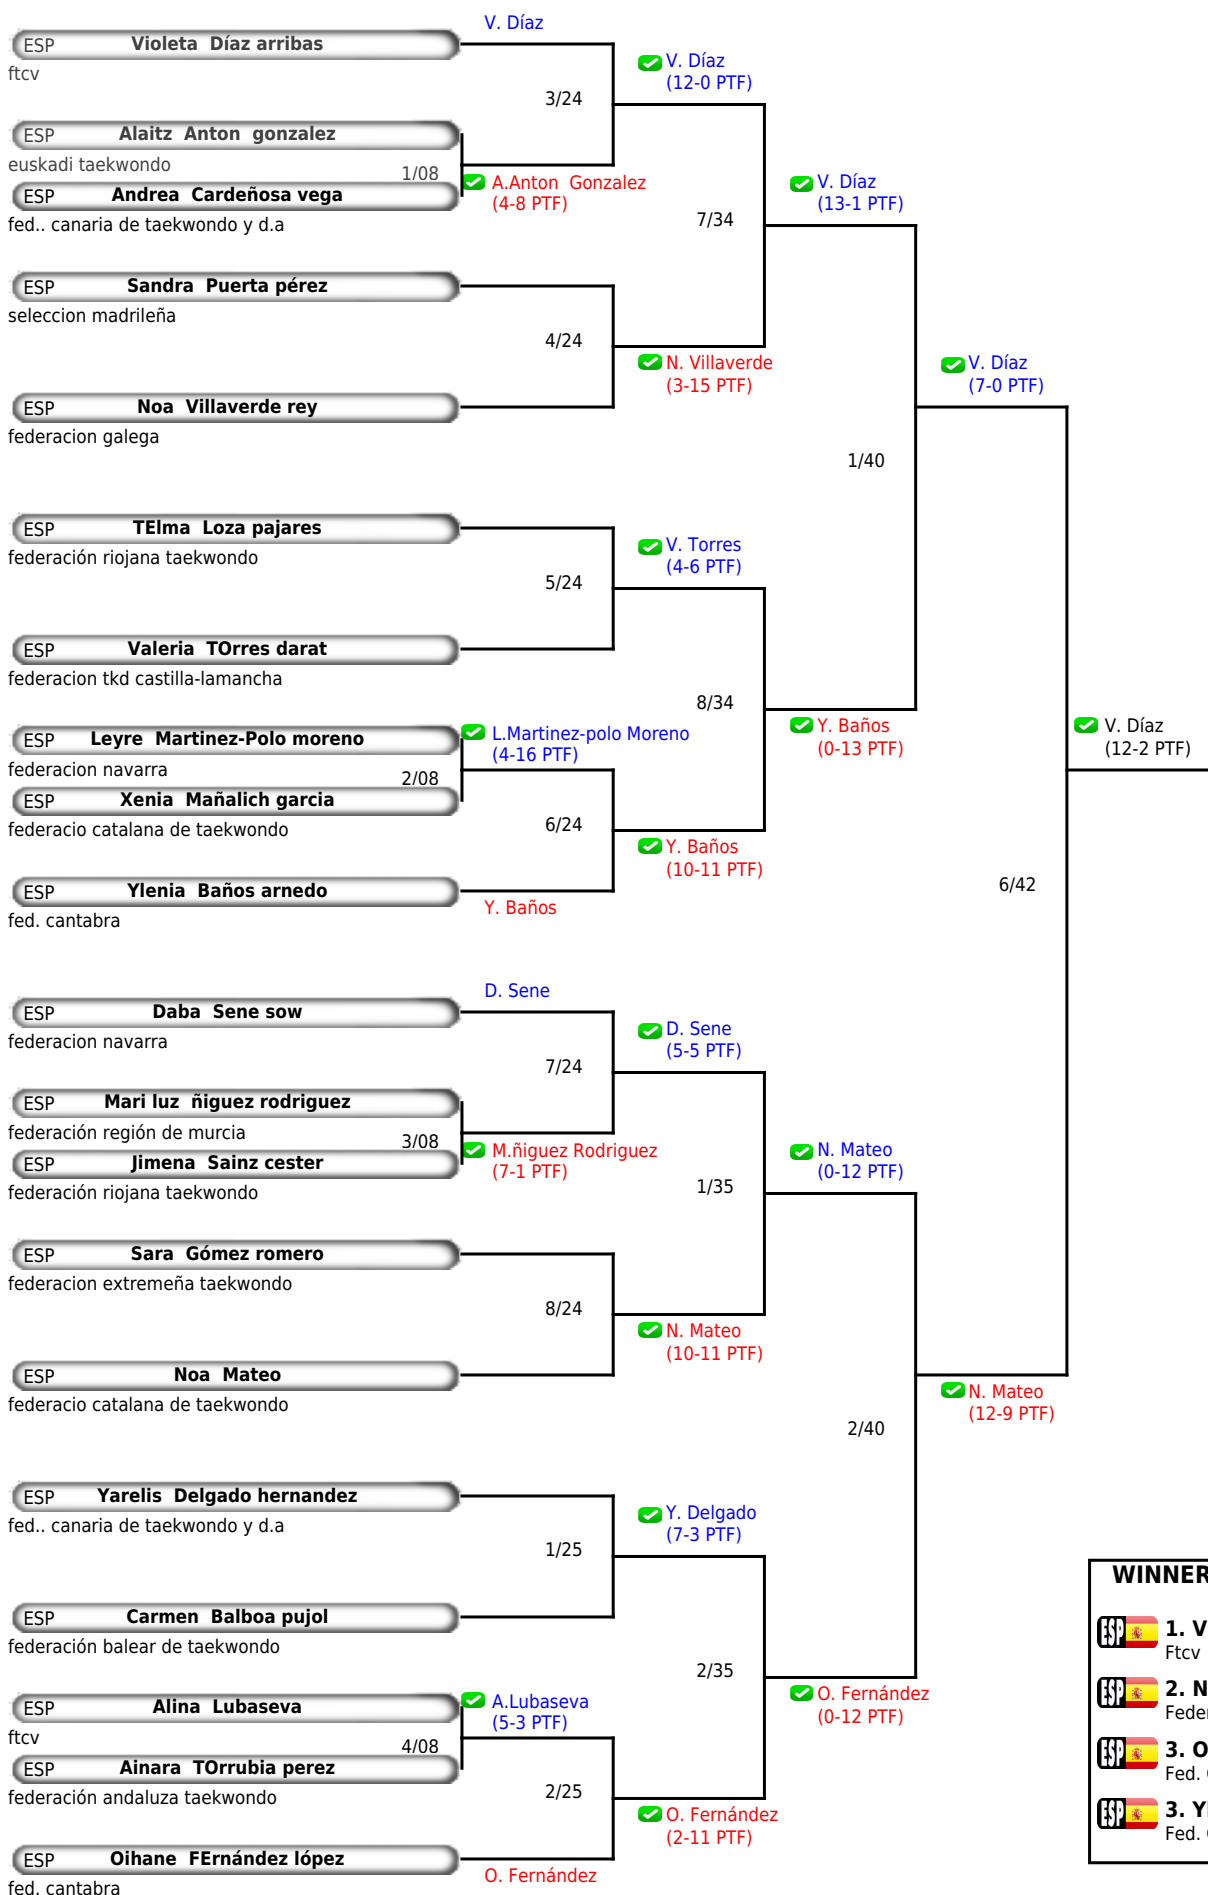 V. Díaz
ESP Violeta Díaz arribas
ftcv
V. Díaz
(12-0 PTF)
3/24
ESP Alaitz Anton gonzalez
euskadi taekwondo
1/08
A.Anton Gonzalez
(4-8 PTF)
ESP Andrea Cardeñosa vega
fed.. canaria de taekwondo y d.a
V. Díaz
(13-1 PTF)
7/34
ESP Sandra Puerta pérez
seleccion madrileña
4/24
N. Villaverde
(3-15 PTF)
V. Díaz
(7-0 PTF)
ESP Noa Villaverde rey
federacion galega
1/40
ESP TElma Loza pajares
federación riojana taekwondo
V. Torres
(4-6 PTF)
5/24
ESP Valeria TOrres darat
federacion tkd castilla-lamancha
8/34
ESP Leyre Martinez-Polo moreno
federacion navarra
2/08
L.Martinez-polo Moreno
(4-16 PTF)
Y. Baños
(0-13 PTF)
V. Díaz
(12-2 PTF)
ESP Xenia Mañalich garcia
federacio catalana de taekwondo
6/24
Y. Baños
(10-11 PTF)
ESP Ylenia Baños arnedo
fed. cantabra
Y. Baños
6/42
D. Sene
ESP Daba Sene sow
federacion navarra
D. Sene
(5-5 PTF)
7/24
ESP Mari luz ñiguez rodriguez
federación región de murcia
3/08
M.ñiguez Rodriguez
(7-1 PTF)
ESP Jimena Sainz cester
federación riojana taekwondo
N. Mateo
(0-12 PTF)
1/35
ESP Sara Gómez romero
federacion extremeña taekwondo
8/24
N. Mateo
(10-11 PTF)
ESP Noa Mateo
federacio catalana de taekwondo
N. Mateo
(12-9 PTF)
2/40
ESP Yarelis Delgado hernandez
fed.. canaria de taekwondo y d.a
Y. Delgado
(7-3 PTF)
1/25
ESP Carmen Balboa pujol
federación balear de taekwondo
2/35
ESP Alina Lubaseva
ftcv
4/08
A.Lubaseva
(5-3 PTF)
O. Fernández
(0-12 PTF)
ESP Ainara TOrrubia perez
federación andaluza taekwondo
2/25
O. Fernández
(2-11 PTF)
ESP Oihane FErnández lópez
fed. cantabra
O. Fernández
WINNER
ESP 1. V
Ftcv
ESP 2. N
Feder
ESP 3. O
Fed.
ESP 3. Yl
Fed.